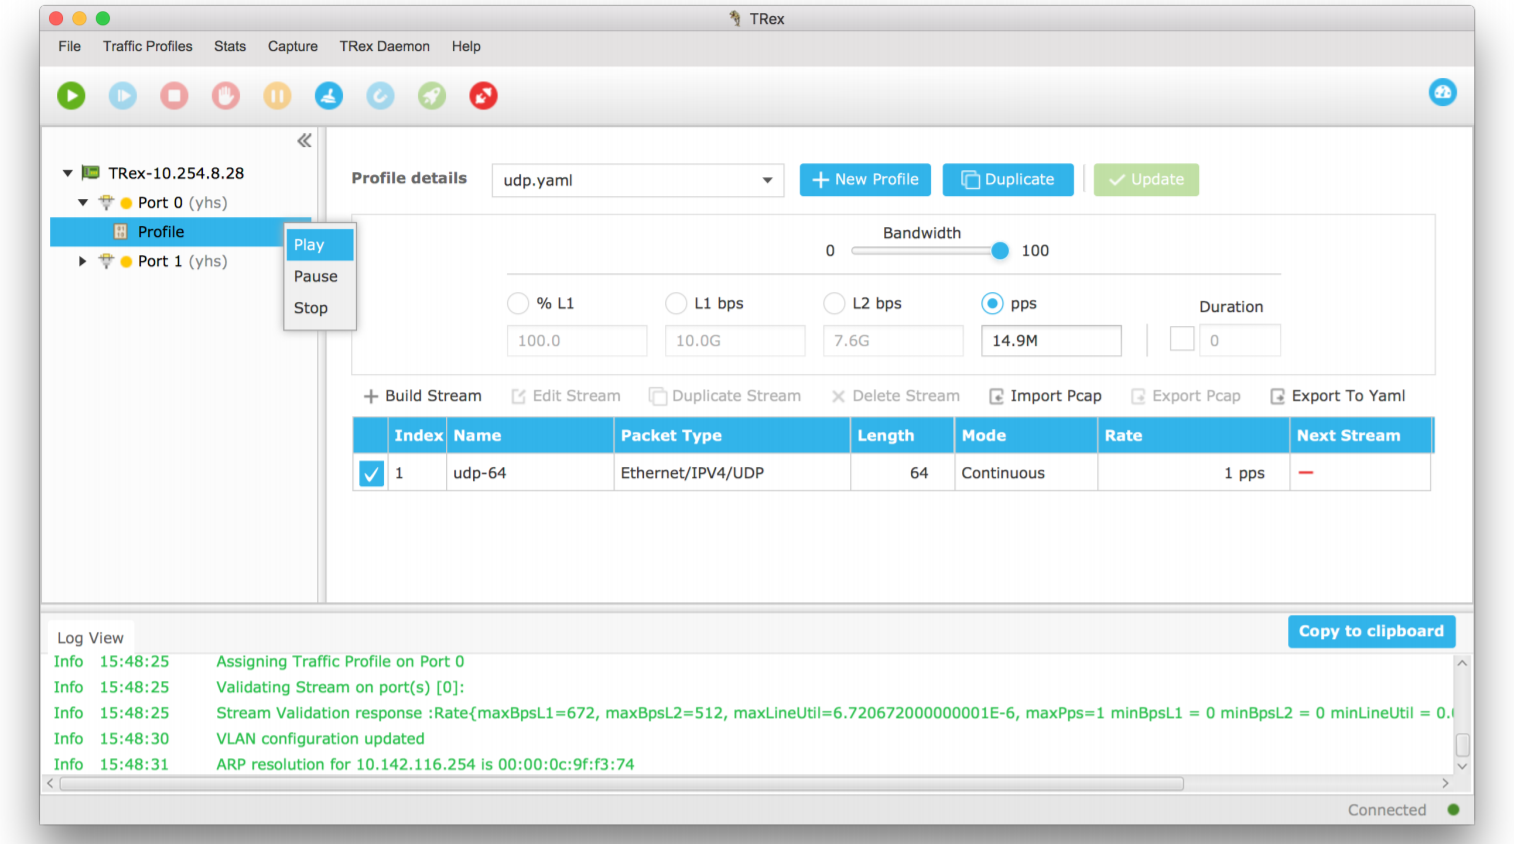 TRex
File Traffic Profiles Stats Capture TRex Daemon Help
TRex-10.254.8.28
Port 0 (yhs)
Profile
Port 1 (yhs)
Play
Pause
Stop
Profile details udp.yaml New Profile Duplicate Update
Bandwidth
0 100
% L1 L1 bps L2 bps pps Duration
100.0 10.0G 7.6G 14.9M 0
Build Stream Edit Stream Duplicate Stream Delete Stream Import Pcap Export Pcap Export To Yaml
Index Name Packet Type Length Mode Rate Next Stream
1 udp-64 Ethernet/IPV4/UDP 64 Continuous 1 pps
Log View Copy to clipboard
Info 15:48:25 Assigning Traffic Profile on Port 0
Info 15:48:25 Validating Stream on port(s) [0]:
Info 15:48:25 Stream Validation response :Rate{maxBpsL1=672, maxBpsL2=512, maxLineUtil=6.720672000000001E-6, maxPps=1 minBpsL1 = 0 minBpsL2 = 0 minLineUtil = 0.
Info 15:48:30 VLAN configuration updated
Info 15:48:31 ARP resolution for 10.142.116.254 is 00:00:0c:9f:f3:74
Connected